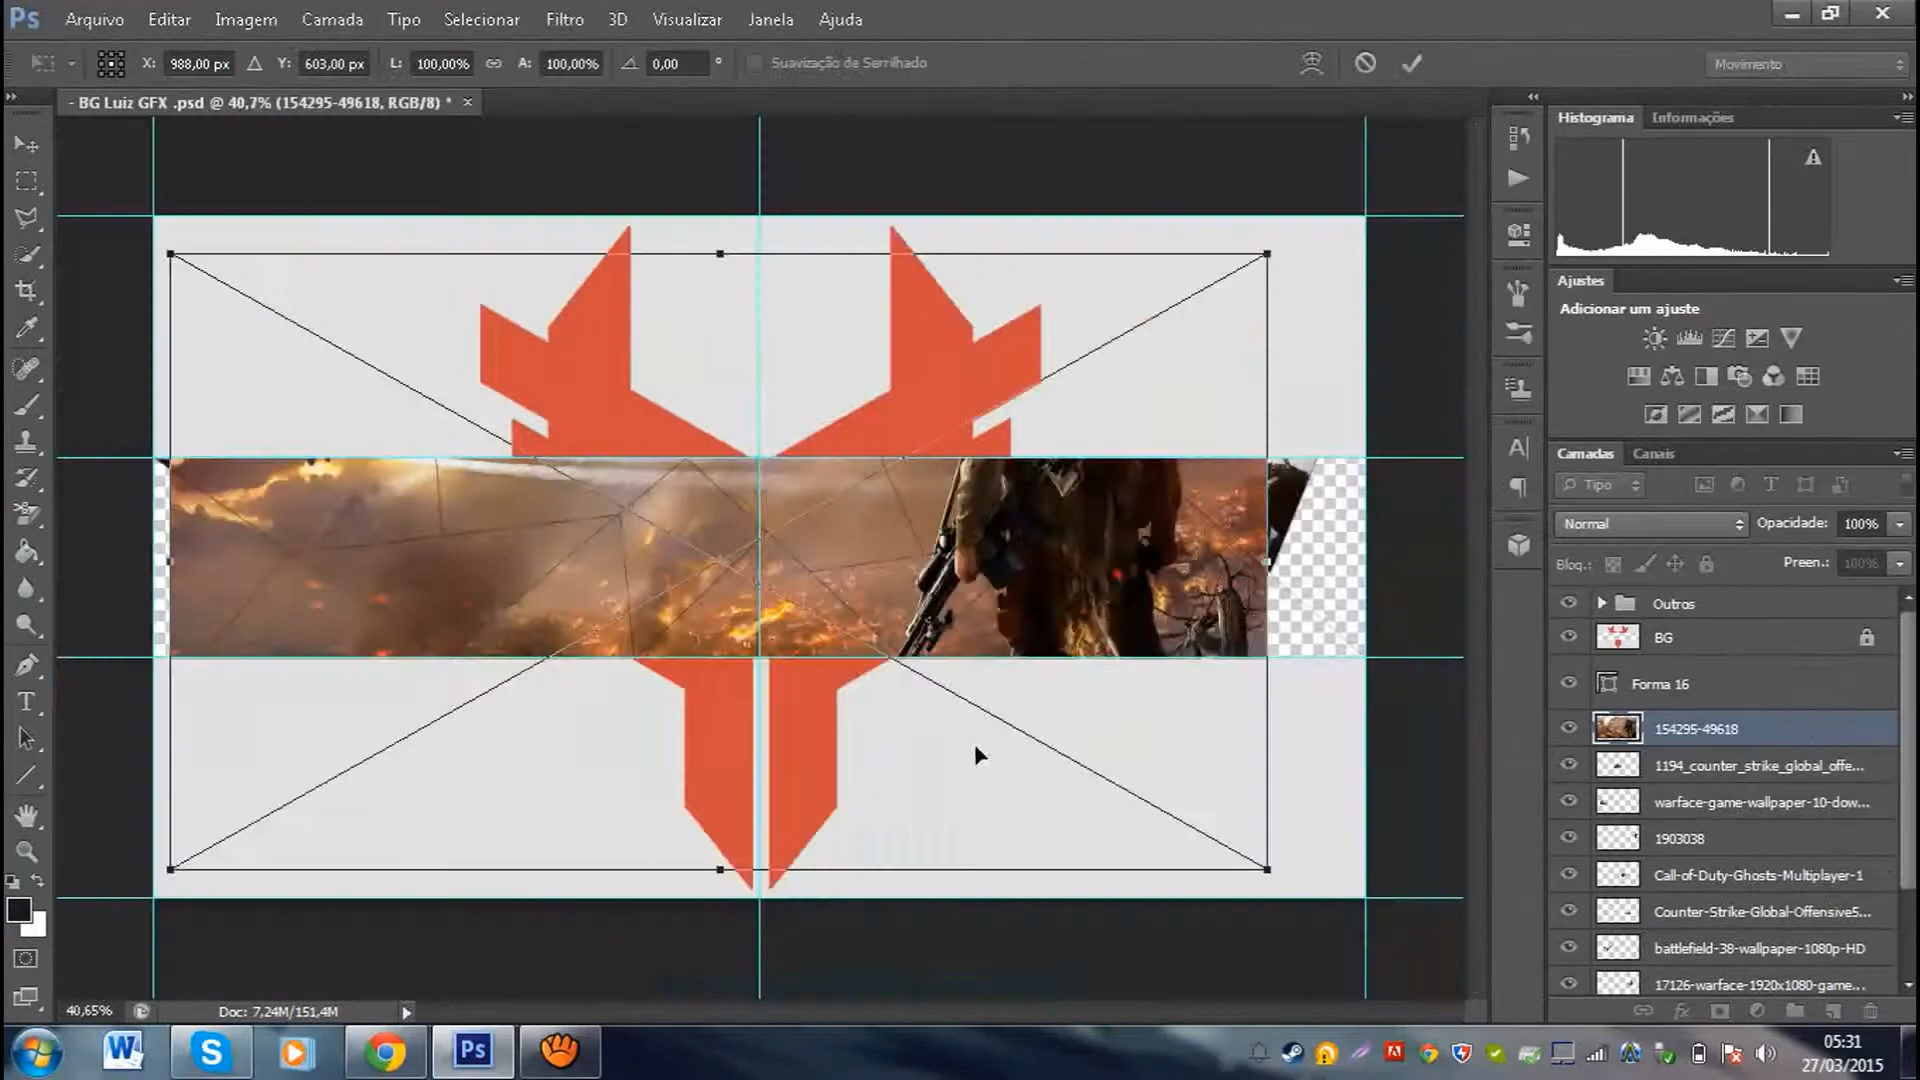 Ps Arquivo Editar Imagem Camada Tipo Selecionar Filtro 3D Visualizar Janela Ajuda
X: 988,00 px Y: 603,00 px L: 100,00% A: 100,00% 0,00 ° Suavização de Serrilhado Movimento
- BG Luiz GFX .psd @ 40,7% (154295-49618, RGB/8) * ×
Histograma Informações
Ajustes
Adicionar um ajuste
Camadas Canais
Tipo
Normal Opacidade: 100%
Bloq.: Preen.: 100%
Outros
BG
Forma 16
154295-49618
1194_counter_strike_global_offe...
warface-game-wallpaper-10-dow...
1903038
Call-of-Duty-Ghosts-Multiplayer-1
Counter-Strike-Global-Offensive5...
battlefield-38-wallpaper-1080p-HD
17126-warface-1920x1080-game...
40,65% Doc: 7,24M/151,4M
W S Ps
05:31
27/03/2015